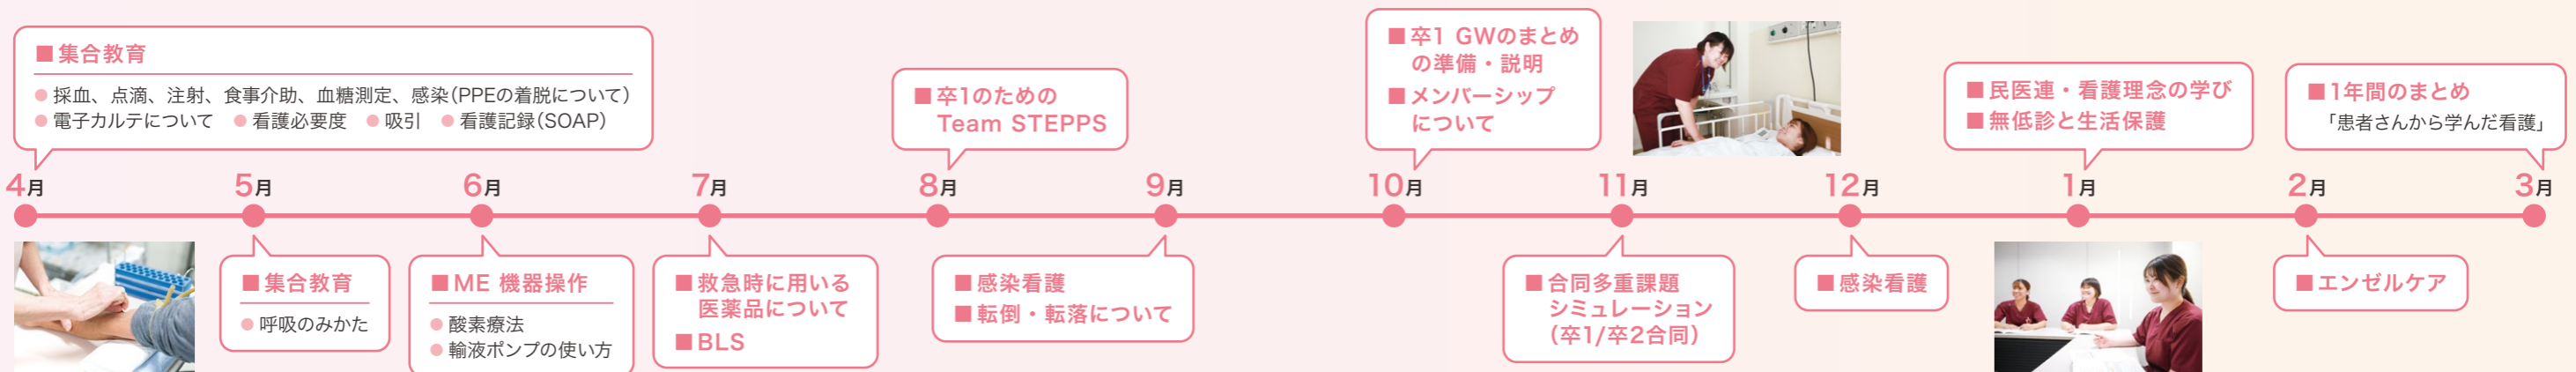 ■集合教育
●採血、点滴、注射、食事介助、血糖測定、感染（PPEの着脱について）
●電子カルテについて ●看護必要度 ●吸引 ●看護記録（SOAP）
■卒1のための
Team STEPPS
■卒1 GWのまとめ
の準備・説明
■メンバーシップ
について
■民医連・看護理念の学び
■無低診と生活保護
■1年間のまとめ
「患者さんから学んだ看護」
4月
5月
6月
7月
8月
9月
10月
11月
12月
1月
2月
3月
■集合教育
●呼吸のみかた
■ME 機器操作
●酸素療法
●輸液ポンプの使い方
■救急時に用いる
医薬品について
■BLS
■感染看護
■転倒・転落について
■合同多重課題
シミュレーション
（卒1/卒2合同）
■感染看護
■エンゼルケア